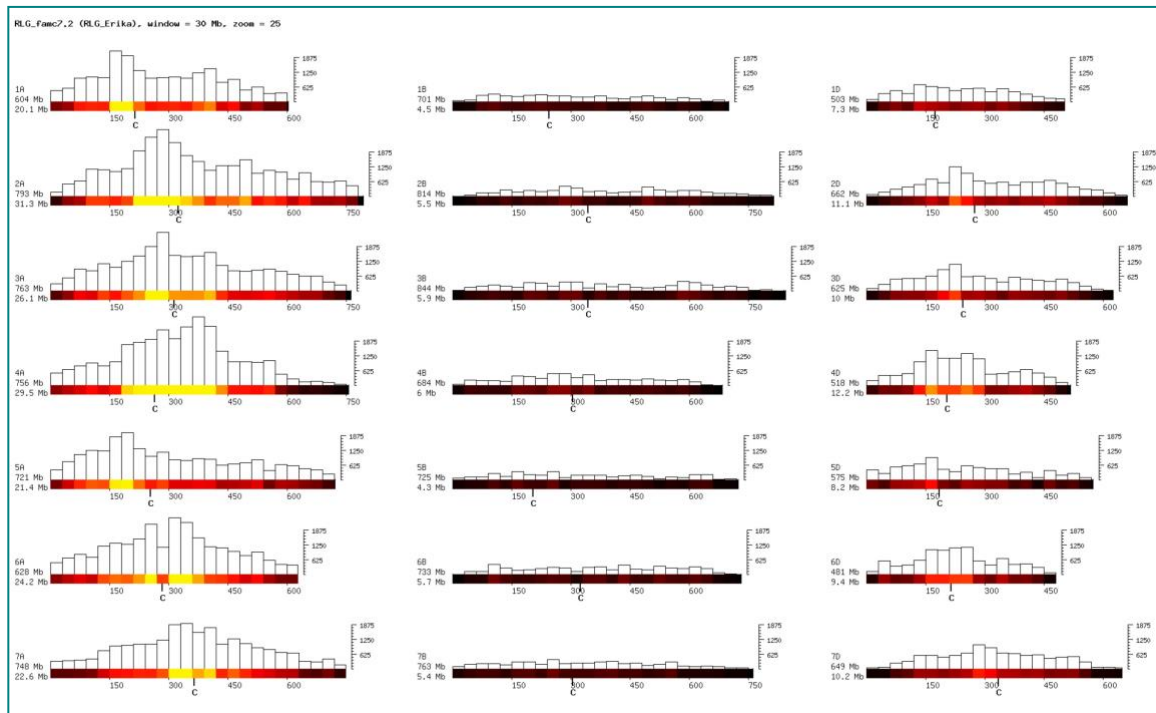 RLG_famc7.2 (RLG_Erika), window = 30 Mb, zoom = 25
1A
604 Mb
20.1 Mb
1875
1250
625
150 300 450 600
C
1B
701 Mb
4.5 Mb
1875
1250
625
150 300 450 600
C
1D
503 Mb
7.3 Mb
1875
1250
625
150 300 450
C
2A
793 Mb
31.3 Mb
1875
1250
625
150 300 450 600 750
C
2B
814 Mb
5.5 Mb
1875
1250
625
150 300 450 600 750
C
2D
662 Mb
11.1 Mb
1875
1250
625
150 300 450 600
C
3A
763 Mb
26.1 Mb
1875
1250
625
150 300 450 600 750
C
3B
844 Mb
5.9 Mb
1875
1250
625
150 300 450 600 750
C
3D
625 Mb
10 Mb
1875
1250
625
150 300 450 600
C
4A
756 Mb
29.5 Mb
1875
1250
625
150 300 450 600 750
C
4B
684 Mb
6 Mb
1875
1250
625
150 300 450 600
C
4D
518 Mb
12.2 Mb
1875
1250
625
150 300 450
C
5A
721 Mb
21.4 Mb
1875
1250
625
150 300 450 600
C
5B
725 Mb
4.3 Mb
1875
1250
625
150 300 450 600
C
5D
575 Mb
8.2 Mb
1875
1250
625
150 300 450
C
6A
628 Mb
24.2 Mb
1875
1250
625
150 300 450 600
C
6B
733 Mb
5.7 Mb
1875
1250
625
150 300 450 600
C
6D
481 Mb
9.4 Mb
1875
1250
625
150 300 450
C
7A
748 Mb
22.6 Mb
1875
1250
625
150 300 450 600
C
7B
763 Mb
5.4 Mb
1875
1250
625
150 300 450 600 750
C
7D
649 Mb
10.2 Mb
1875
1250
625
150 300 450 600
C